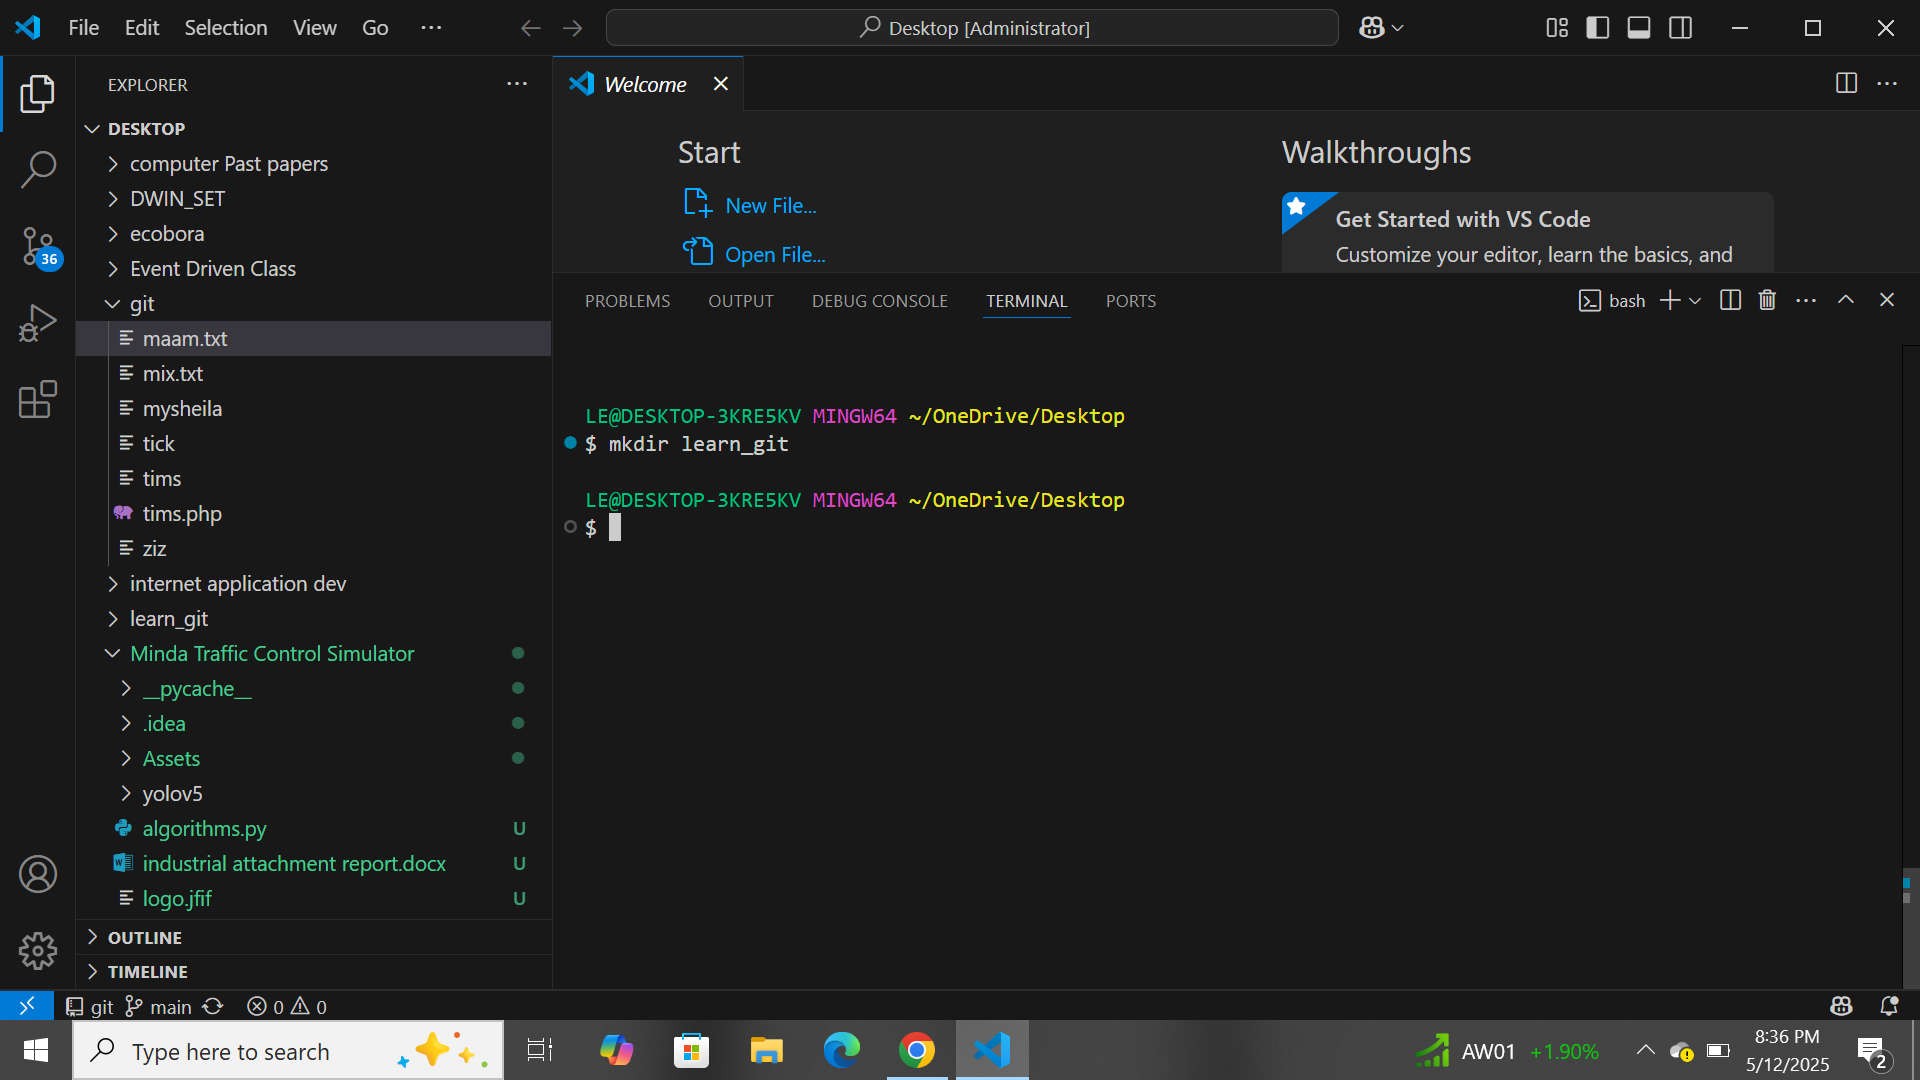 File Edit Selection View Go ··· Desktop [Administrator]
EXPLORER
DESKTOP
computer Past papers
DWIN_SET
ecobora
Event Driven Class
git
maam.txt
mix.txt
mysheila
tick
tims
tims.php
ziz
internet application dev
learn_git
Minda Traffic Control Simulator
__pycache__
.idea
Assets
yolov5
algorithms.py U
industrial attachment report.docx U
logo.jfif U
OUTLINE
TIMELINE
36
Welcome
Start
New File...
Open File...
Walkthroughs
Get Started with VS Code
Customize your editor, learn the basics, and
PROBLEMS OUTPUT DEBUG CONSOLE TERMINAL PORTS bash
LE@DESKTOP-3KRE5KV MINGW64 ~/OneDrive/Desktop
$ mkdir learn_git
LE@DESKTOP-3KRE5KV MINGW64 ~/OneDrive/Desktop
$
git main 0 0
Type here to search
AW01 +1.90%
8:36 PM
5/12/2025
2